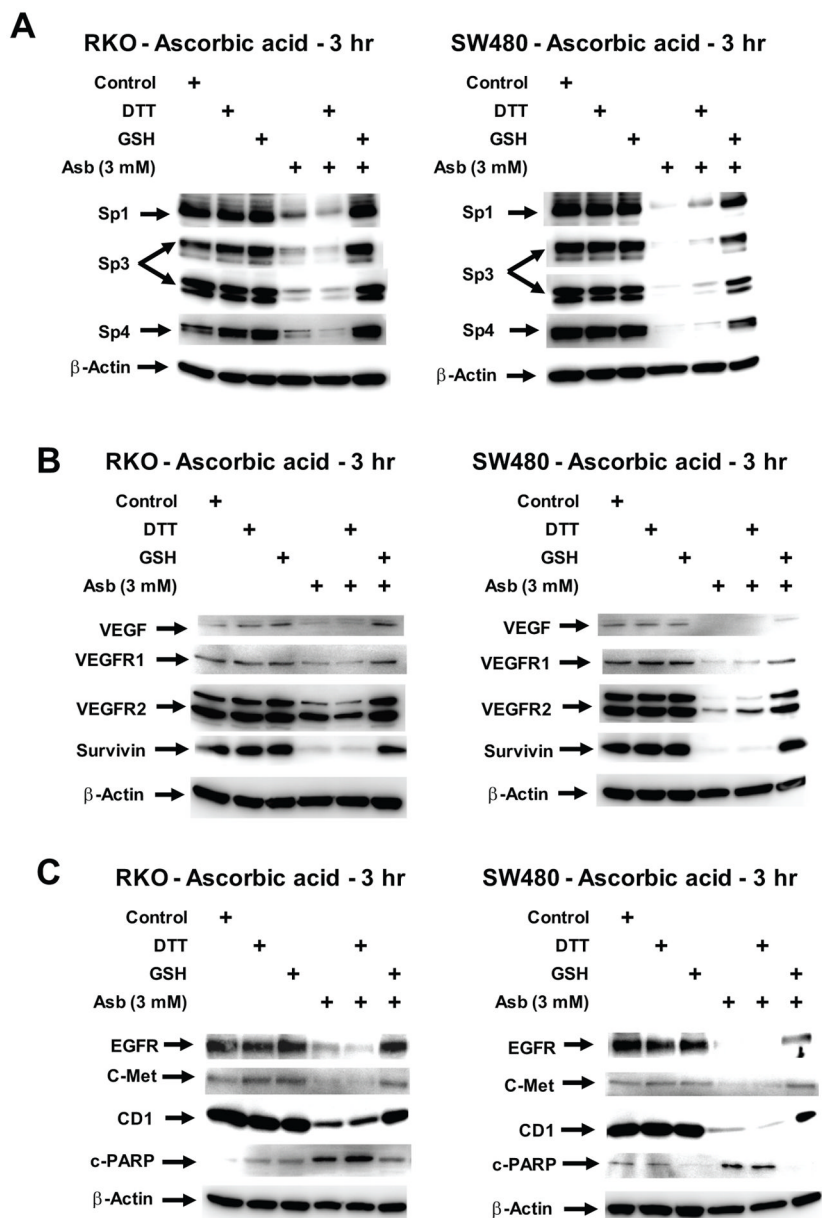 A
RKO - Ascorbic acid - 3 hr
SW480 - Ascorbic acid - 3 hr
Control +
DTT + +
GSH + +
Asb (3 mM) + + +
Sp1
Sp3
Sp4
β-Actin
Control +
DTT + +
GSH + +
Asb (3 mM) + + +
Sp1
Sp3
Sp4
β-Actin
B
RKO - Ascorbic acid - 3 hr
SW480 - Ascorbic acid - 3 hr
Control +
DTT + +
GSH + +
Asb (3 mM) + + +
VEGF
VEGFR1
VEGFR2
Survivin
β-Actin
Control +
DTT + +
GSH + +
Asb (3 mM) + + +
VEGF
VEGFR1
VEGFR2
Survivin
β-Actin
C
RKO - Ascorbic acid - 3 hr
SW480 - Ascorbic acid - 3 hr
Control +
DTT + +
GSH + +
Asb (3 mM) + + +
EGFR
C-Met
CD1
c-PARP
β-Actin
Control +
DTT + +
GSH + +
Asb (3 mM) + + +
EGFR
C-Met
CD1
c-PARP
β-Actin